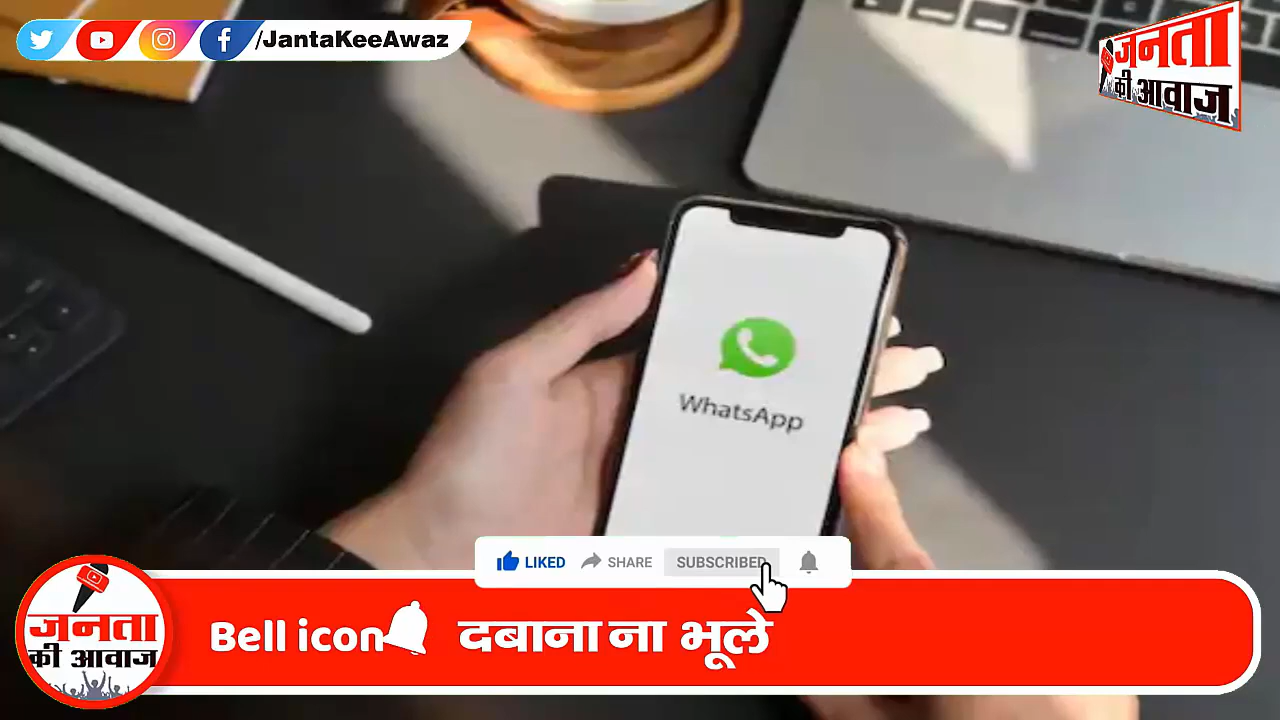 /JantaKeeAwaz
जनता
की आवाज
WhatsApp
LIKED SHARE SUBSCRIBED
Bell icon दबाना ना भूले
जनता
की आवाज